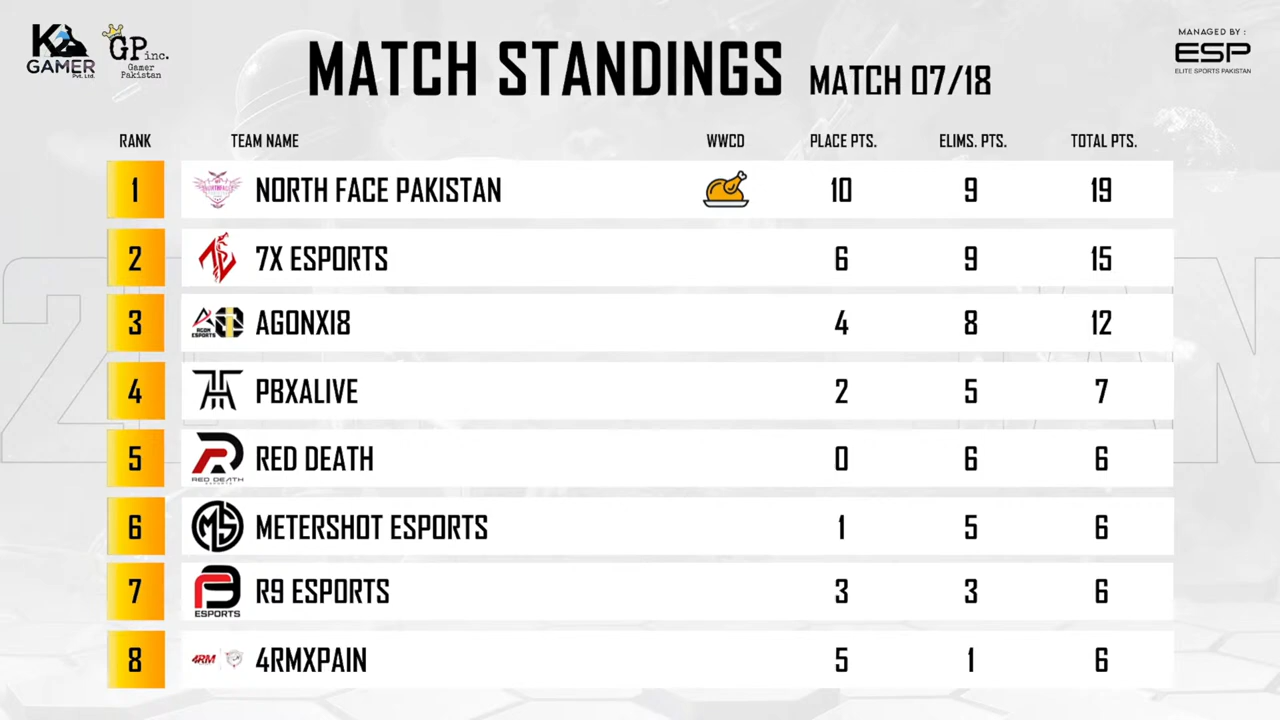 K2 GAMER Pvt. Ltd.
GP inc.
Gamer
Pakistan
MATCH STANDINGS MATCH 07/18
MANAGED BY :
ESP
ELITE SPORTS PAKISTAN
RANK TEAM NAME WWCD PLACE PTS. ELIMS. PTS. TOTAL PTS.
1 NORTH FACE PAKISTAN 10 9 19
2 7X ESPORTS 6 9 15
3 AGON ESPORTS AGONXI8 4 8 12
4 PBXALIVE 2 5 7
5 RED DEATH RED DEATH 0 6 6
6 MS METERSHOT ESPORTS 1 5 6
7 ESPORTS R9 ESPORTS 3 3 6
8 4RM 4RMXPAIN 5 1 6